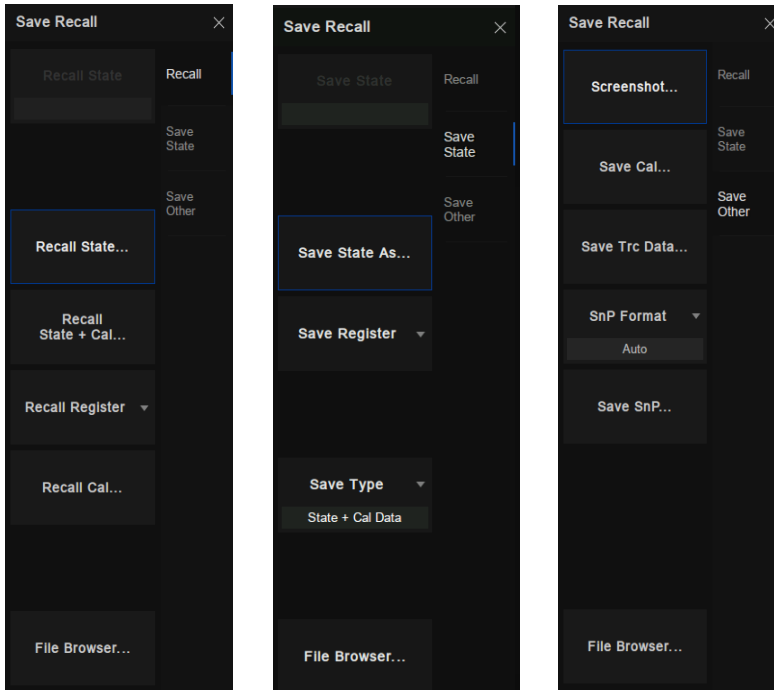 Save Recall
Recall State
Recall
Save
State
Save
Other
Recall State...
Recall
State + Cal...
Recall Register
Recall Cal...
File Browser...
Save Recall
Save State
Recall
Save
State
Save
Other
Save State As...
Save Register
Save Type
State + Cal Data
File Browser...
Save Recall
Screenshot...
Recall
Save
State
Save Cal...
Save
Other
Save Trc Data...
SnP Format
Auto
Save SnP...
File Browser...